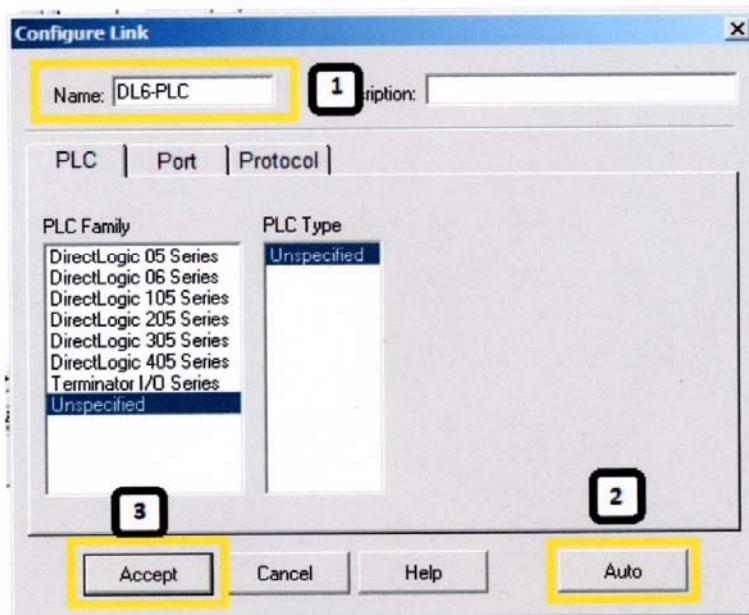 Configure Link
Name: DL6-PLC 1 ription:
PLC Port Protocol
PLC Family PLC Type
DirectLogic 05 Series Unspecified
DirectLogic 06 Series
DirectLogic 105 Series
DirectLogic 205 Series
DirectLogic 305 Series
DirectLogic 405 Series
Terminator I/O Series
Unspecified
3 2
Accept Cancel Help Auto